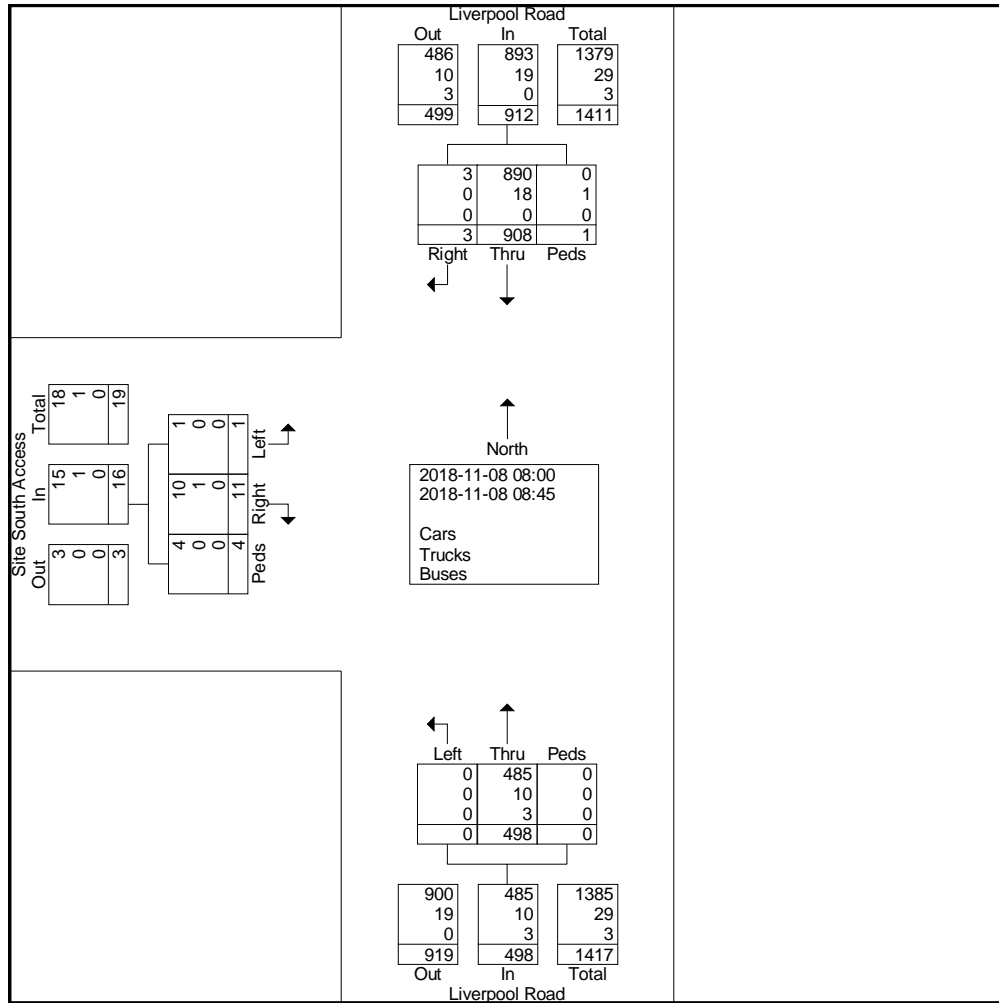 Liverpool Road
Out In Total
486 893 1379
10 19 29
3 0 3
499 912 1411
3 890 0
0 18 1
0 0 0
3 908 1
Right Thru Peds
Site South Access
Total
18 1 0 19
In
15 1 0 16
Out
3 0 0 3
1 0 0 1
Left
10 1 0 11
Right
4 0 0 4
Peds
North
2018-11-08 08:00
2018-11-08 08:45
Cars
Trucks
Buses
Left Thru Peds
0 485 0
0 10 0
0 3 0
0 498 0
900 485 1385
19 10 29
0 3 3
919 498 1417
Out In Total
Liverpool Road